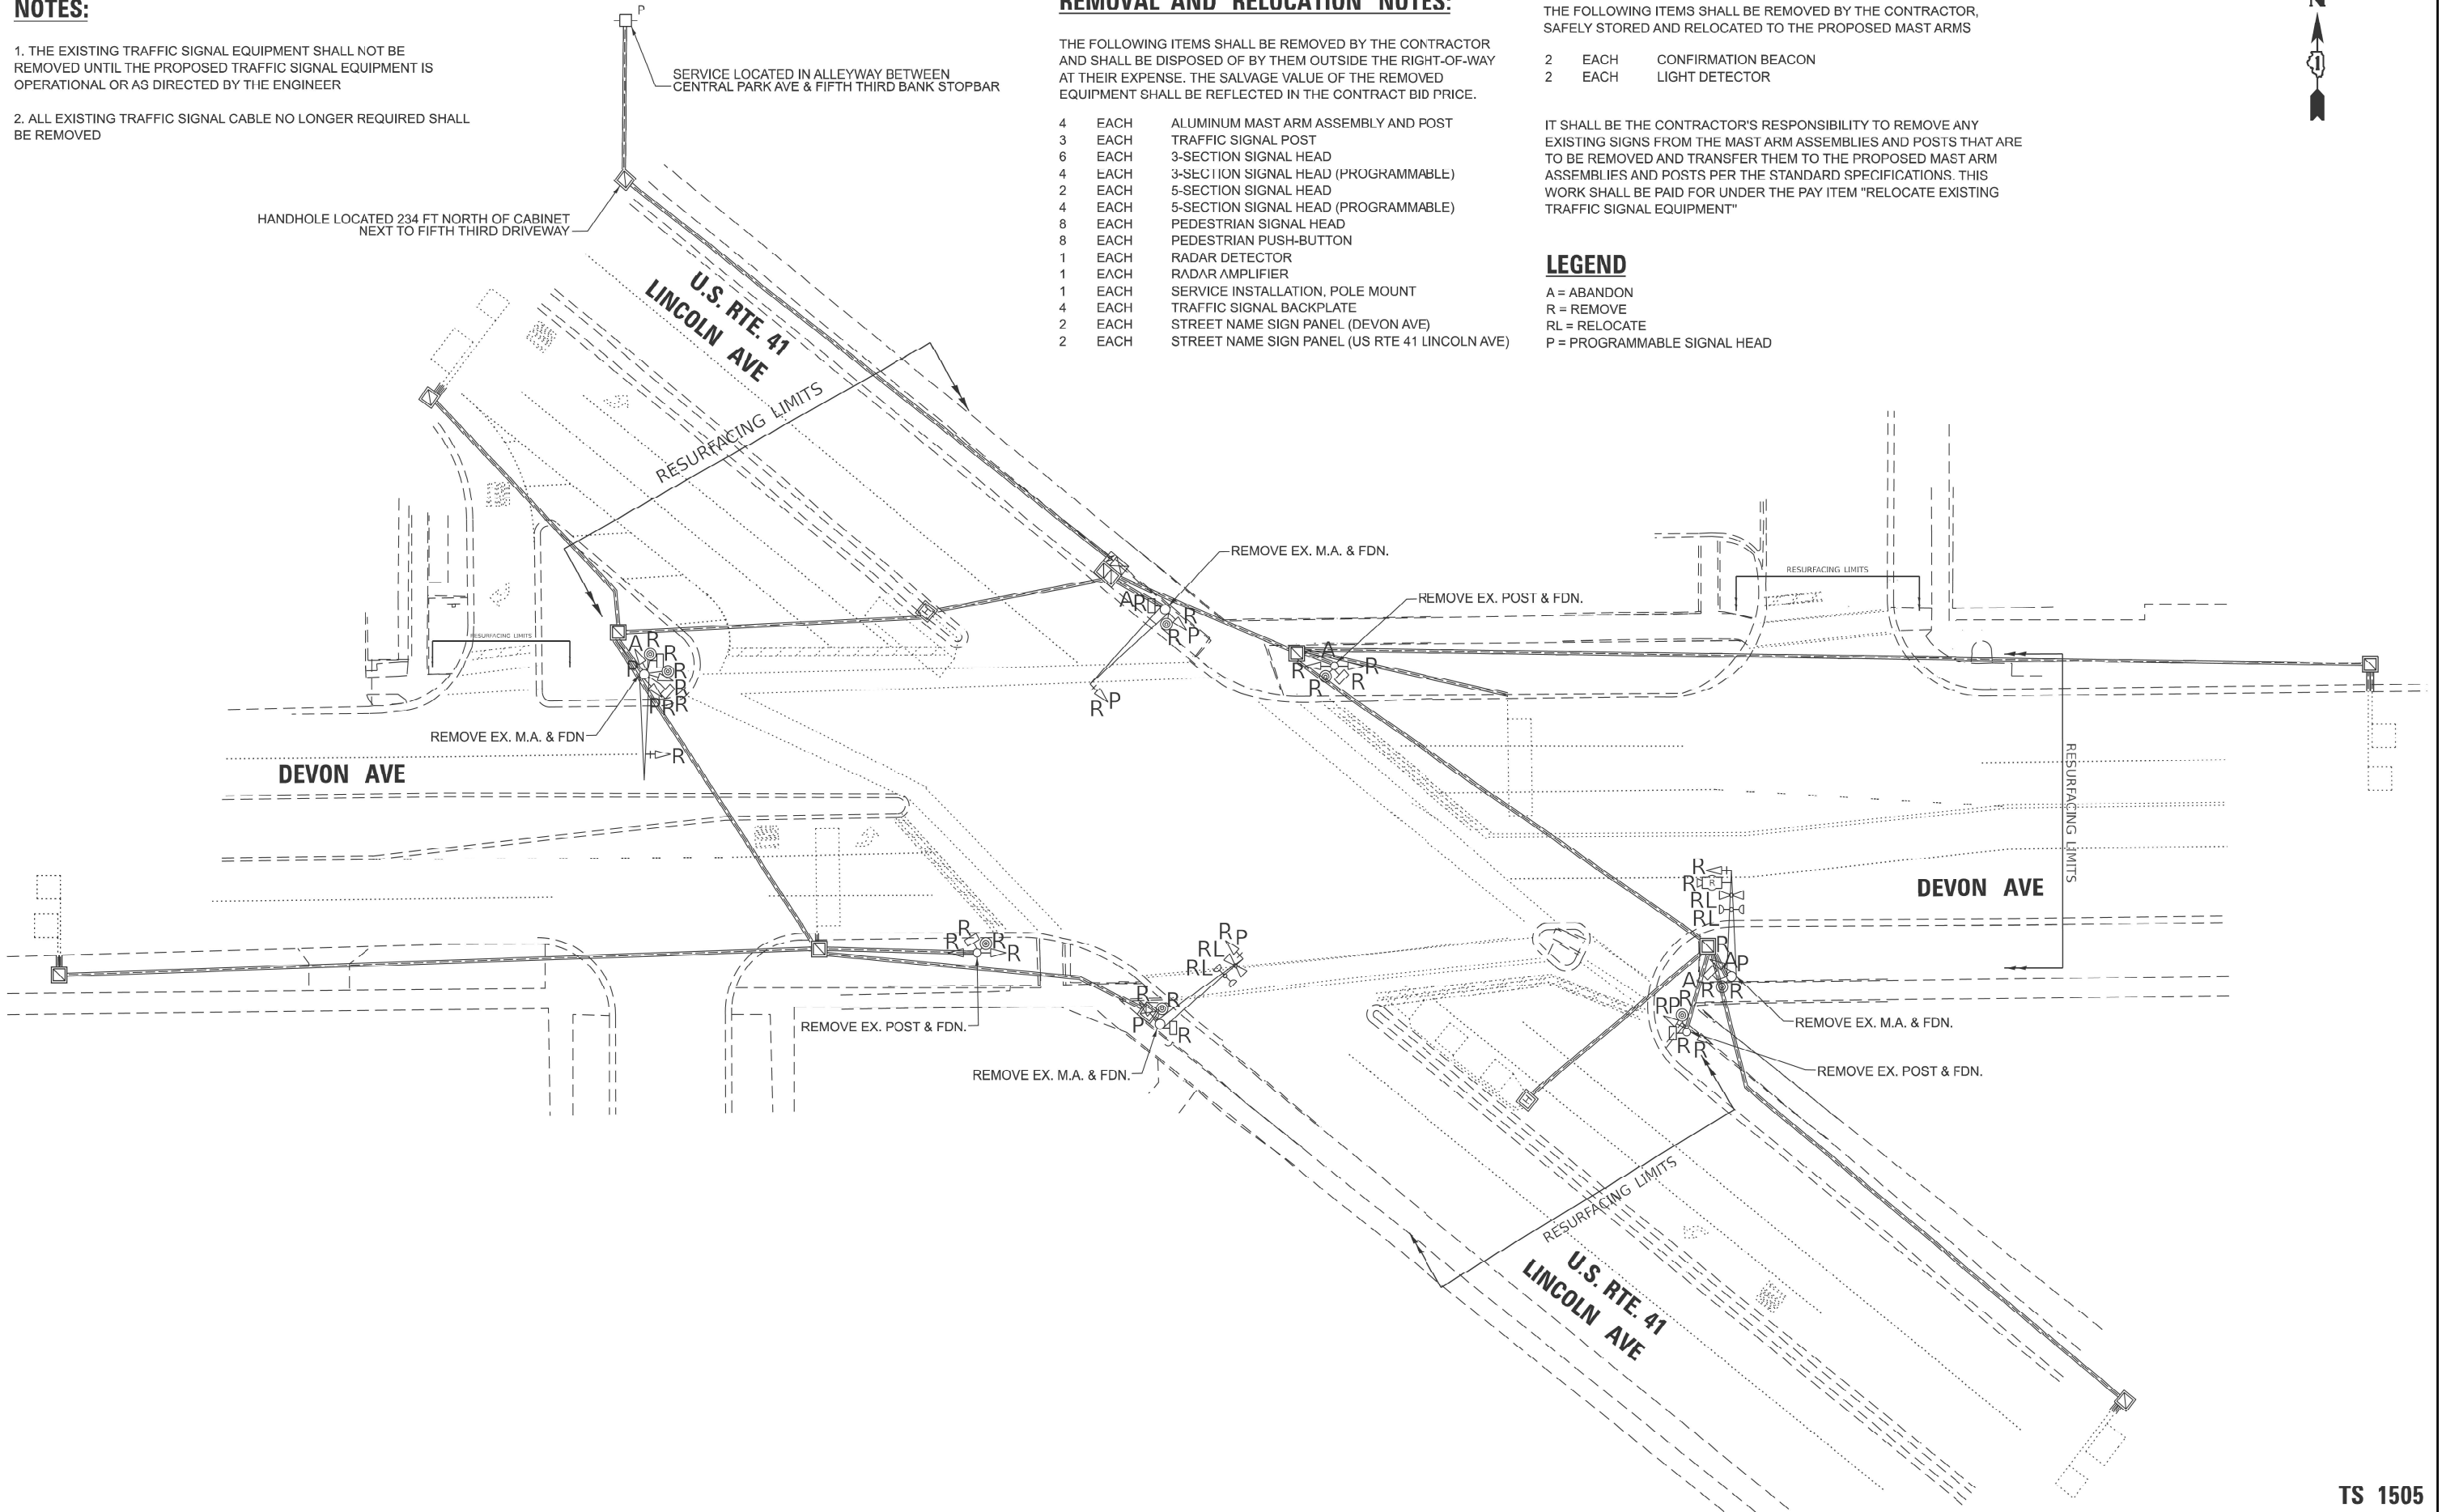 NOTES:
1. THE EXISTING TRAFFIC SIGNAL EQUIPMENT SHALL NOT BE
REMOVED UNTIL THE PROPOSED TRAFFIC SIGNAL EQUIPMENT IS
OPERATIONAL OR AS DIRECTED BY THE ENGINEER
2. ALL EXISTING TRAFFIC SIGNAL CABLE NO LONGER REQUIRED SHALL
BE REMOVED
P
SERVICE LOCATED IN ALLEYWAY BETWEEN
CENTRAL PARK AVE & FIFTH THIRD BANK STOPBAR
HANDHOLE LOCATED 234 FT NORTH OF CABINET
NEXT TO FIFTH THIRD DRIVEWAY
REMOVAL AND RELOCATION NOTES:
THE FOLLOWING ITEMS SHALL BE REMOVED BY THE CONTRACTOR
AND SHALL BE DISPOSED OF BY THEM OUTSIDE THE RIGHT-OF-WAY
AT THEIR EXPENSE. THE SALVAGE VALUE OF THE REMOVED
EQUIPMENT SHALL BE REFLECTED IN THE CONTRACT BID PRICE.
4 EACH ALUMINUM MAST ARM ASSEMBLY AND POST
3 EACH TRAFFIC SIGNAL POST
6 EACH 3-SECTION SIGNAL HEAD
4 EACH 3-SECTION SIGNAL HEAD (PROGRAMMABLE)
2 EACH 5-SECTION SIGNAL HEAD
4 EACH 5-SECTION SIGNAL HEAD (PROGRAMMABLE)
8 EACH PEDESTRIAN SIGNAL HEAD
8 EACH PEDESTRIAN PUSH-BUTTON
1 EACH RADAR DETECTOR
1 EACH RADAR AMPLIFIER
1 EACH SERVICE INSTALLATION, POLE MOUNT
4 EACH TRAFFIC SIGNAL BACKPLATE
2 EACH STREET NAME SIGN PANEL (DEVON AVE)
2 EACH STREET NAME SIGN PANEL (US RTE 41 LINCOLN AVE)
THE FOLLOWING ITEMS SHALL BE REMOVED BY THE CONTRACTOR,
SAFELY STORED AND RELOCATED TO THE PROPOSED MAST ARMS
2 EACH CONFIRMATION BEACON
2 EACH LIGHT DETECTOR
IT SHALL BE THE CONTRACTOR'S RESPONSIBILITY TO REMOVE ANY
EXISTING SIGNS FROM THE MAST ARM ASSEMBLIES AND POSTS THAT ARE
TO BE REMOVED AND TRANSFER THEM TO THE PROPOSED MAST ARM
ASSEMBLIES AND POSTS PER THE STANDARD SPECIFICATIONS. THIS
WORK SHALL BE PAID FOR UNDER THE PAY ITEM "RELOCATE EXISTING
TRAFFIC SIGNAL EQUIPMENT"
LEGEND
A = ABANDON
R = REMOVE
RL = RELOCATE
P = PROGRAMMABLE SIGNAL HEAD
N
1
U.S. RTE. 41
LINCOLN AVE
RESURFACING LIMITS
REMOVE EX. M.A. & FDN.
A R
R
R P
R P
REMOVE EX. POST & FDN.
A
R
R
R
R
RESURFACING LIMITS
RESURFACING LIMITS
A R
R
R
REMOVE EX. M.A. & FDN
R
DEVON AVE
RESURFACING LIMITS
DEVON AVE
R
R
R
RL
RL
R
A P
A
R R
R P R
R R
REMOVE EX. M.A. & FDN.
REMOVE EX. POST & FDN.
R
R R
R
REMOVE EX. POST & FDN.
R P
RL
RL
R R
P R
REMOVE EX. M.A. & FDN.
RESURFACING LIMITS
U.S. RTE. 41
LINCOLN AVE
TS 1505